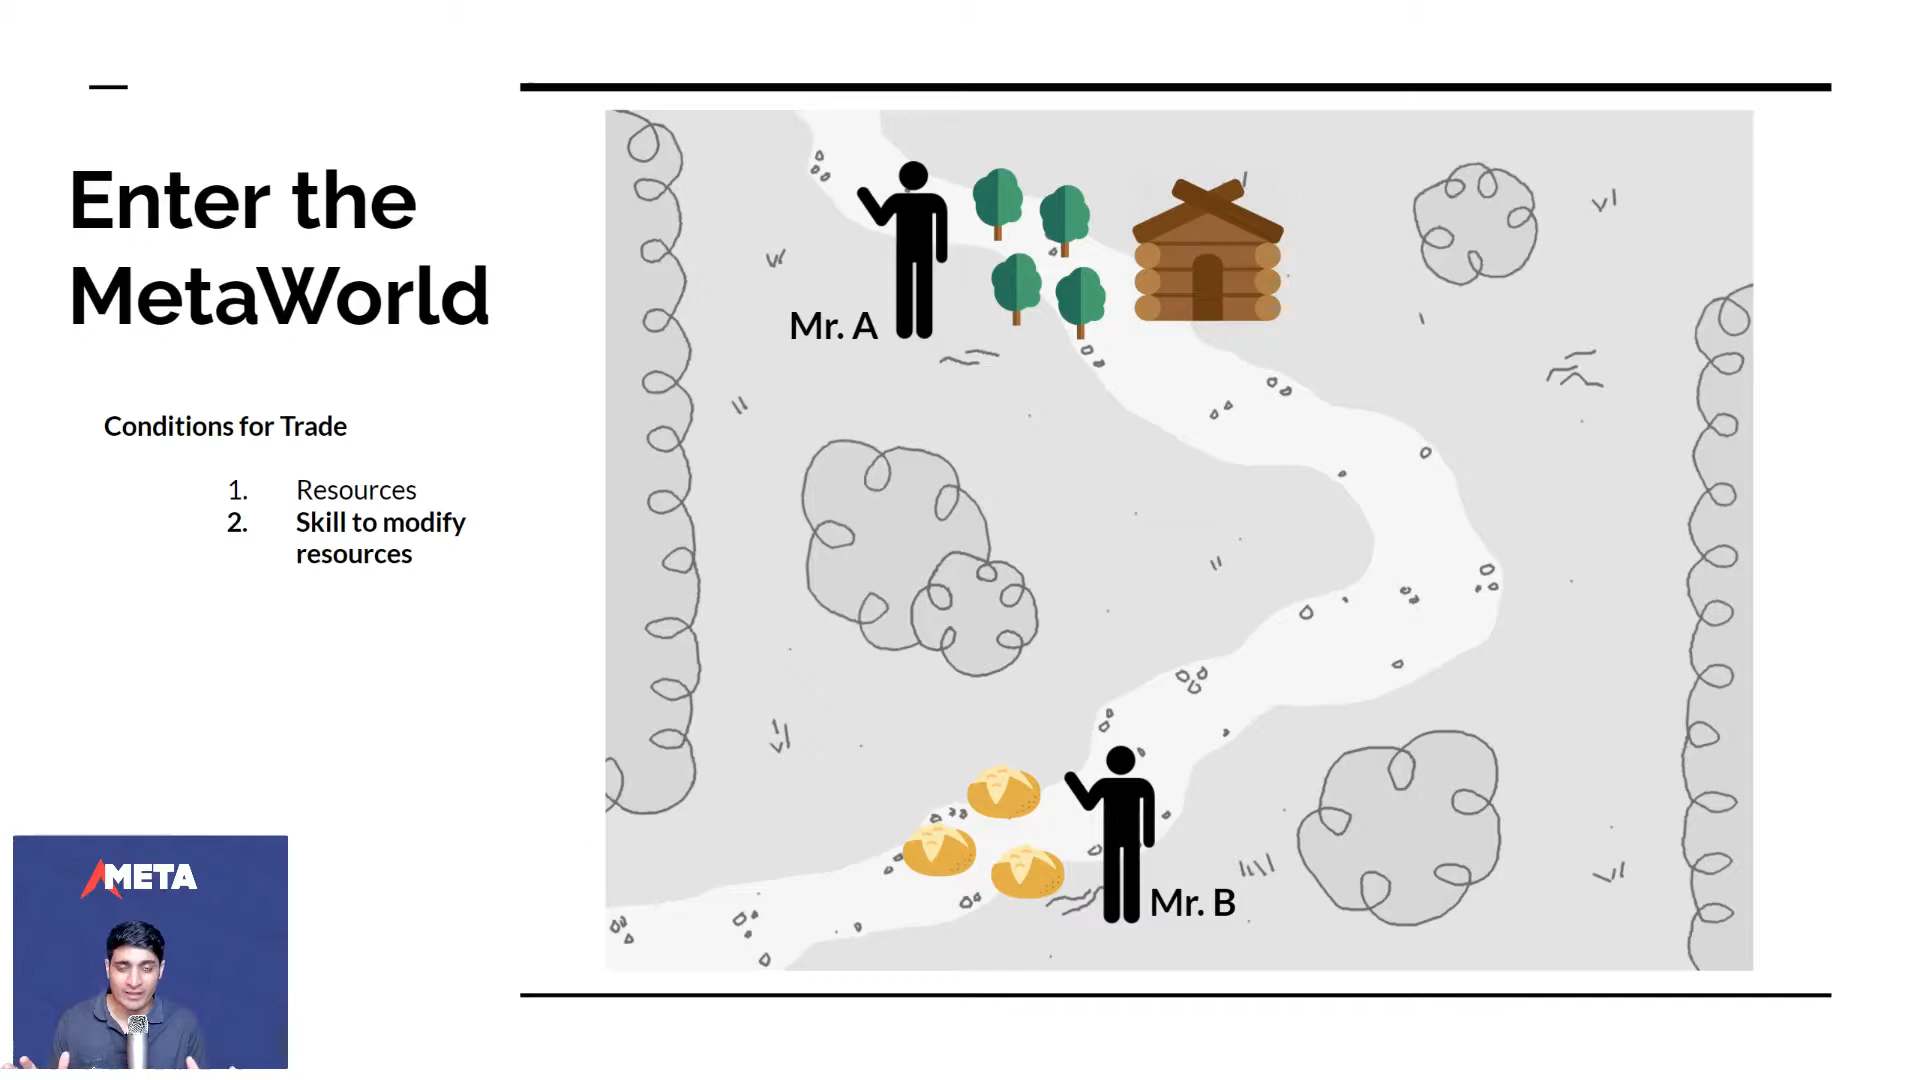 Enter the
MetaWorld
Conditions for Trade
1. Resources
2. Skill to modify
resources
Mr. A
Mr. B
META